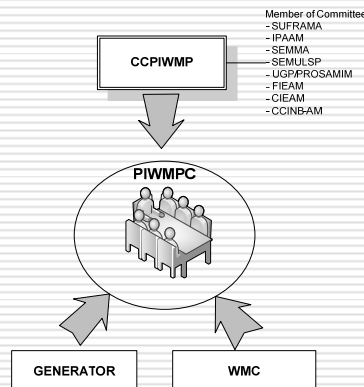 Member of Committee
- SUFRAMA
- IPAAM
- SEMMA
- SEMULSP
- UGP/PROSAMIM
- FIEAM
- CIEAM
- CCINB-AM
CCPIWMP
PIWMPC
GENERATOR
WMC